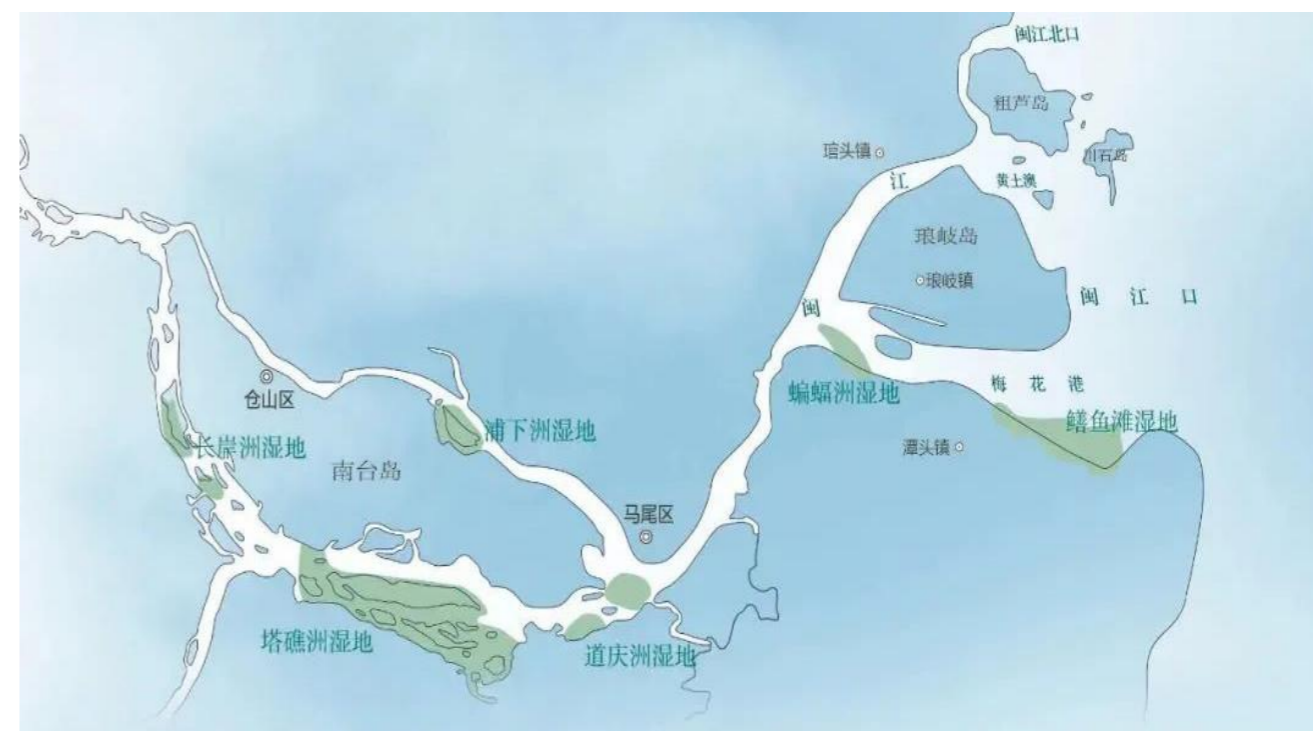 闽江北口
粗芦岛
川石岛
琯头镇
江
黄土澳
琅岐岛
琅岐镇
闽江口
闽
梅花港
仓山区
蝙蝠洲湿地
鳝鱼滩湿地
长岸洲湿地
浦下洲湿地
潭头镇
南台岛
马尾区
塔礁洲湿地
道庆洲湿地